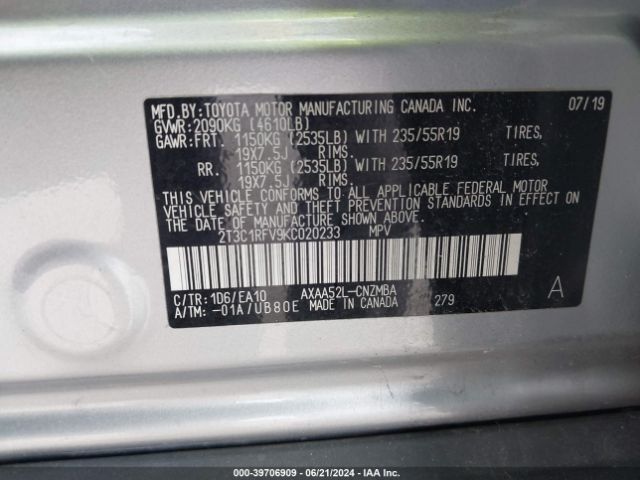 MFD.BY:TOYOTA MOTOR MANUFACTURING CANADA INC. 07/19
GVWR:2090KG (4610LB)
GAWR:FRT. 1150KG (2535LB) WITH 235/55R19 TIRES,
19X7.5J RIMS.
RR. 1150KG (2535LB) WITH 235/55R19 TIRES,
19X7.5J RIMS.
THIS VEHICLE CONFORMS TO ALL APPLICABLE FEDERAL MOTOR
VEHICLE SAFETY AND THEFT PREVENTION STANDARDS IN EFFECT ON
THE DATE OF MANUFACTURE SHOWN ABOVE.
2T3C1RFV9KC020233 MPV
C/TR:1D6/EA10 AXAA52L-CNZMBA A
A/TM: -01A/UB80E MADE IN CANADA 279
000-39706909 - 06/21/2024 - IAA Inc.